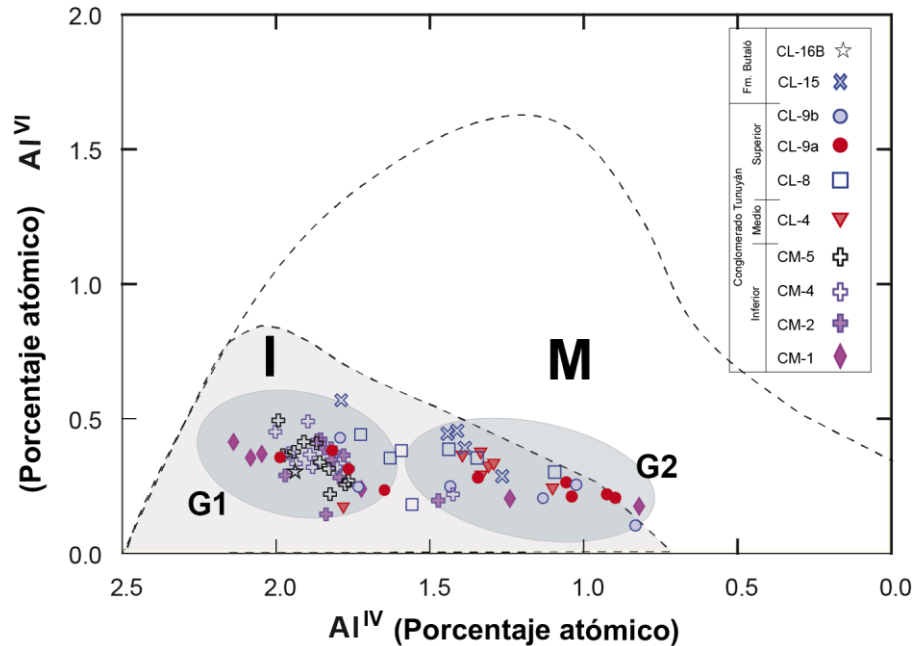 2.0
1.5
1.0
0.5
0.0
Al^VI (Porcentaje atómico)
2.5
2.0
1.5
1.0
0.5
0.0
Al^IV (Porcentaje atómico)
I
M
G1
G2
Fm. Butaló
CL-16B
CL-15
Conglomerado Tunuyán
Superior
CL-9b
CL-9a
CL-8
Medio
CL-4
Inferior
CM-5
CM-4
CM-2
CM-1